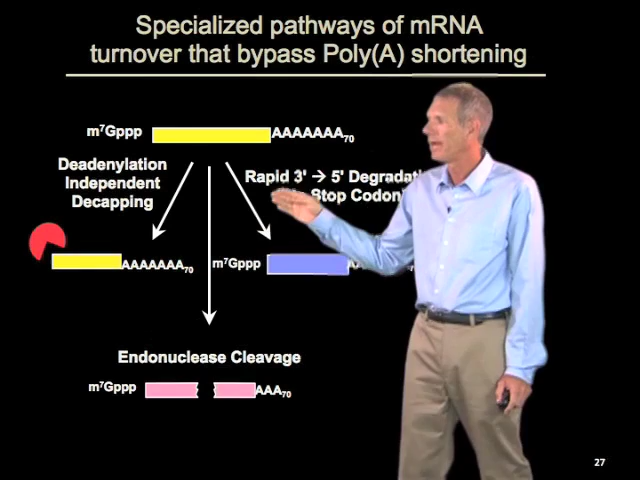 Specialized pathways of mRNA
turnover that bypass Poly(A) shortening
m⁷Gppp AAAAAAA₇₀
Deadenylation
Independent
Decapping
Rapid 3' → 5' Degradati
Stop Codon
AAAAAAA₇₀ m⁷Gppp
Endonuclease Cleavage
m⁷Gppp AAA₇₀
27